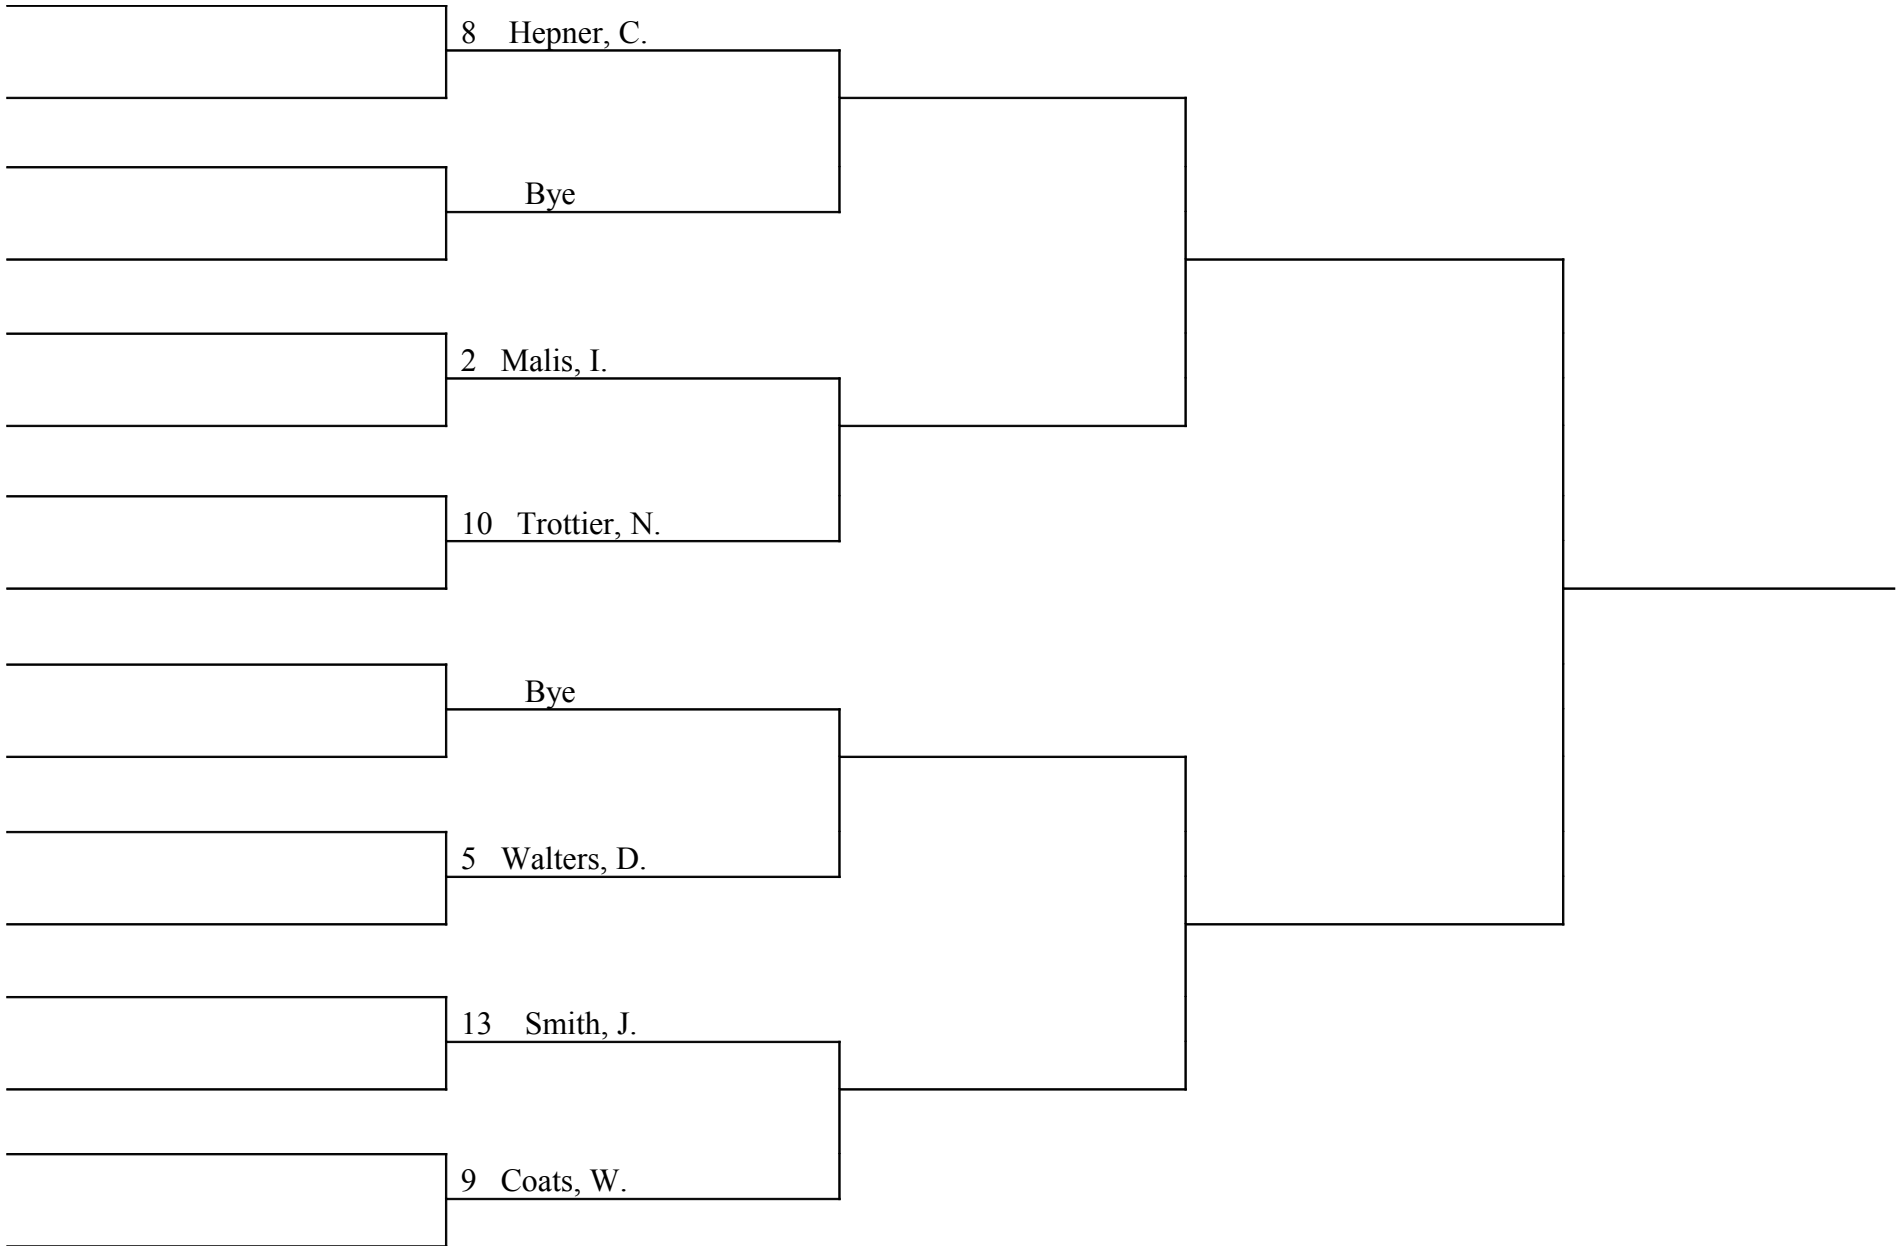 8 Hepner, C.
Bye
2 Malis, I.
10 Trottier, N.
Bye
5 Walters, D.
13 Smith, J.
9 Coats, W.